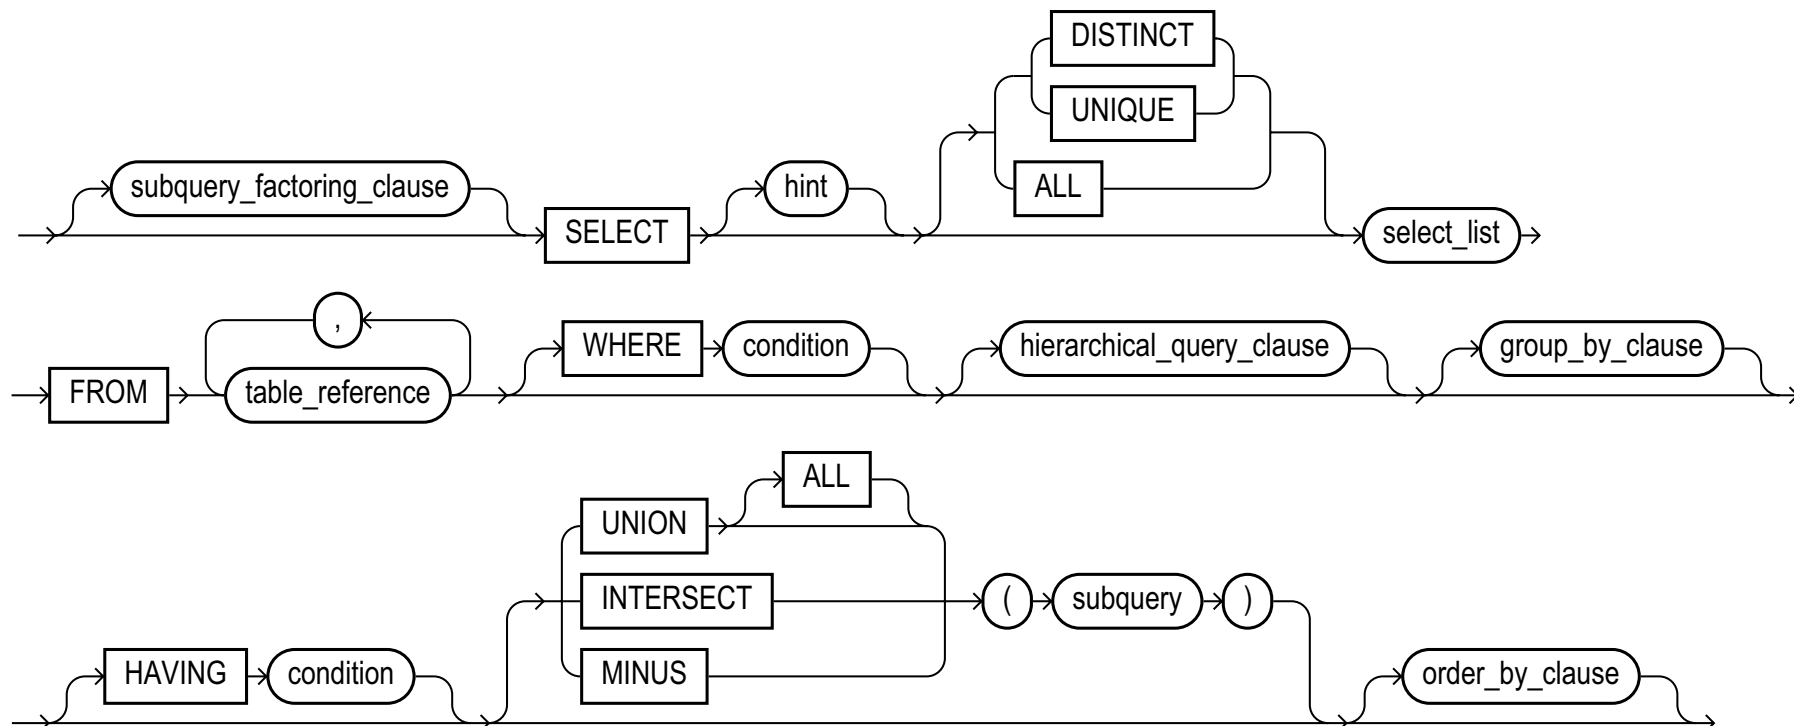 DISTINCT
UNIQUE
subquery_factoring_clause hint ALL
SELECT select_list
,
WHERE condition hierarchical_query_clause group_by_clause
FROM table_reference
ALL
UNION
INTERSECT ( subquery )
HAVING condition MINUS order_by_clause